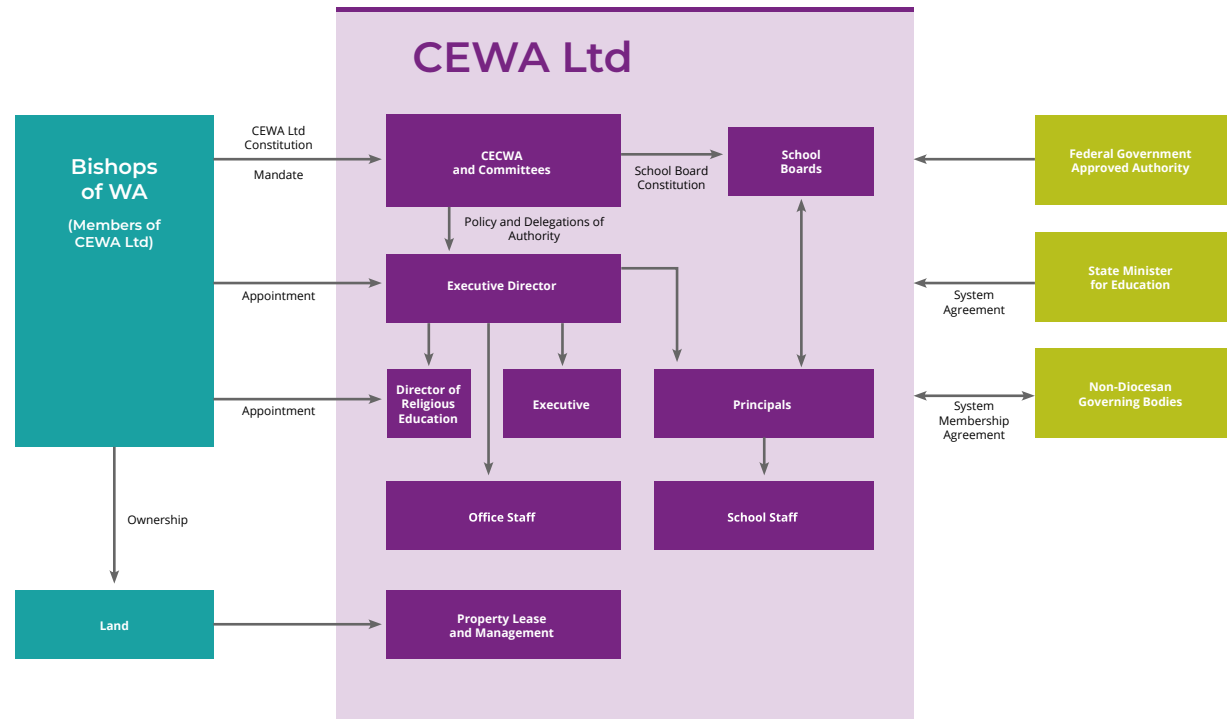 CEWA Ltd
Bishops
of WA
(Members of
CEWA Ltd)
CEWA Ltd
Constitution
Mandate
CECWA
and Committees
School Board
Constitution
School
Boards
Federal Government
Approved Authority
Policy and Delegations of
Authority
Appointment
Executive Director
System
Agreement
State Minister
for Education
Appointment
Director of
Religious
Education
Executive
Principals
System
Membership
Agreement
Non-Diocesan
Governing Bodies
Ownership
Office Staff
School Staff
Land
Property Lease
and Management